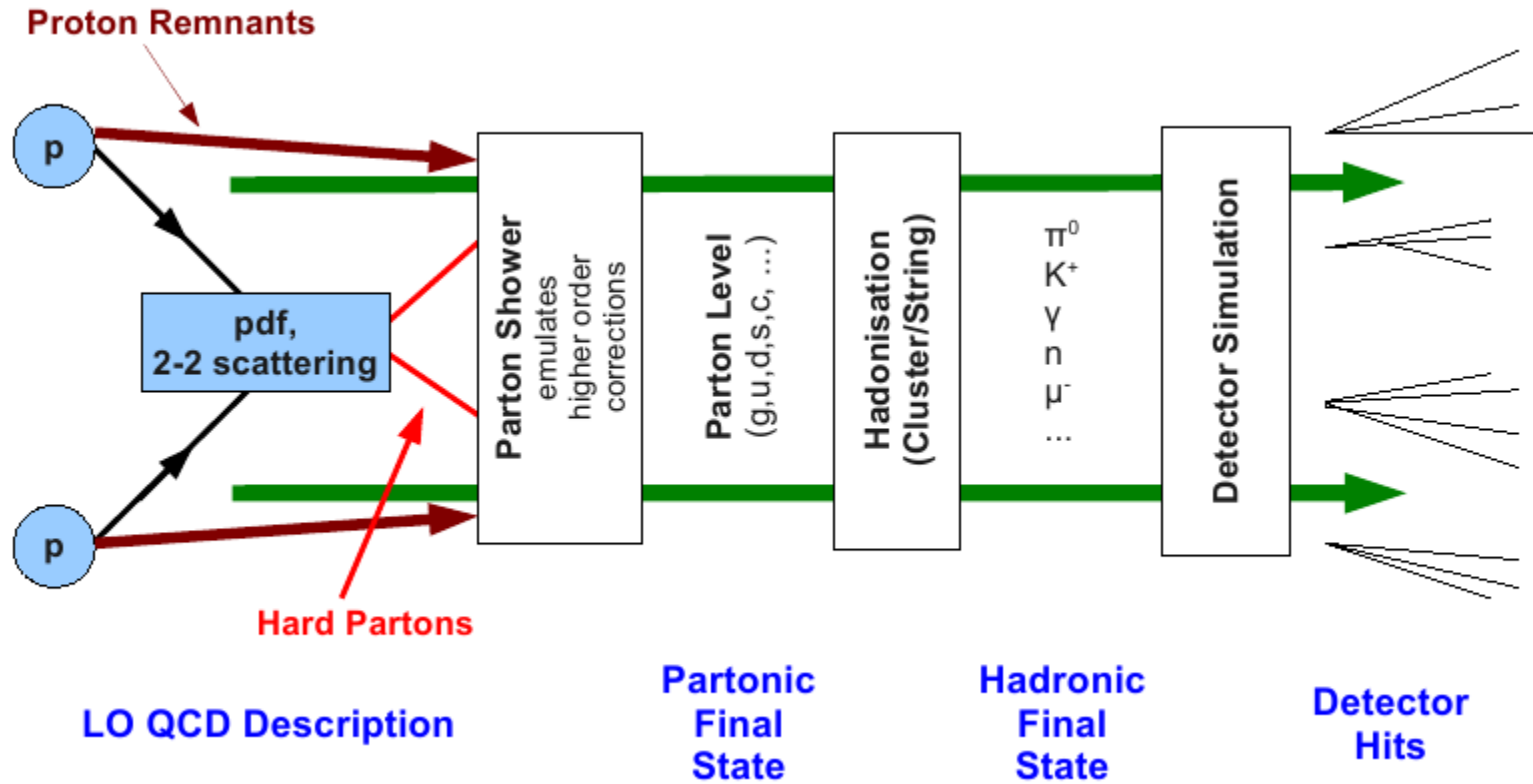 Proton Remnants
p
pdf,
2-2 scattering
p
Hard Partons
Parton Shower
emulates
higher order
corrections
Parton Level
(g,u,d,s,c, ...)
Hadonisation
(Cluster/String)
π⁰
K⁺
γ
n
μ⁻
...
Detector Simulation
LO QCD Description
Partonic
Final
State
Hadronic
Final
State
Detector
Hits